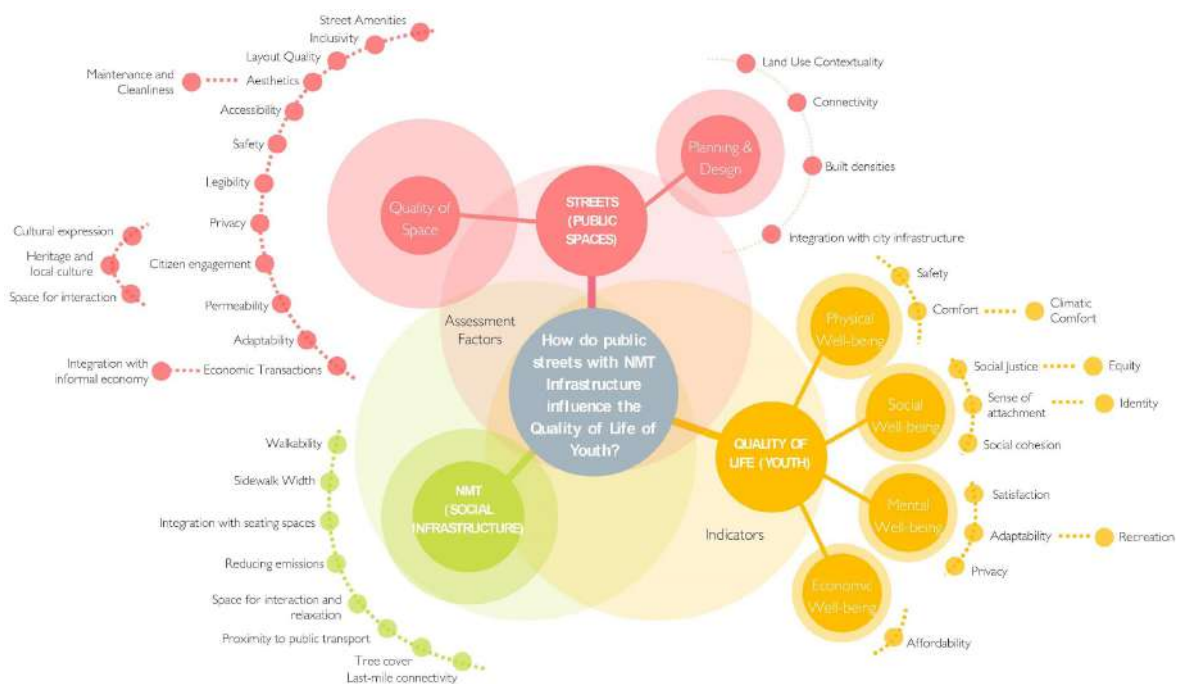 Street Amenities
Inclusivity
Layout Quality
Maintenance and
Cleanliness
Aesthetics
Accessibility
Safety
Legibility
Privacy
Cultural expression
Heritage and
local culture
Space for interaction
Citizen engagement
Permeability
Adaptability
Integration with
informal economy
Economic Transactions
Quality of
Space
STREETS
(PUBLIC
SPACES)
Planning &
Design
Land Use Contextuality
Connectivity
Built densities
Integration with city infrastructure
Assessment
Factors
How do public
streets with NMT
Infrastructure
influence the
Quality of Life of
Youth?
Walkability
Sidewalk Width
Integration with seating spaces
Reducing emissions
Space for interaction and
relaxation
Proximity to public transport
Tree cover
Last-mile connectivity
NMT
(SOCIAL
INFRASTRUCTURE)
QUALITY OF
LIFE (YOUTH)
Indicators
Physical
Well-being
Safety
Comfort
Climatic
Comfort
Social
Well-being
Social Justice
Equity
Sense of
attachment
Identity
Social cohesion
Mental
Well-being
Satisfaction
Adaptability
Recreation
Privacy
Economic
Well-being
Affordability